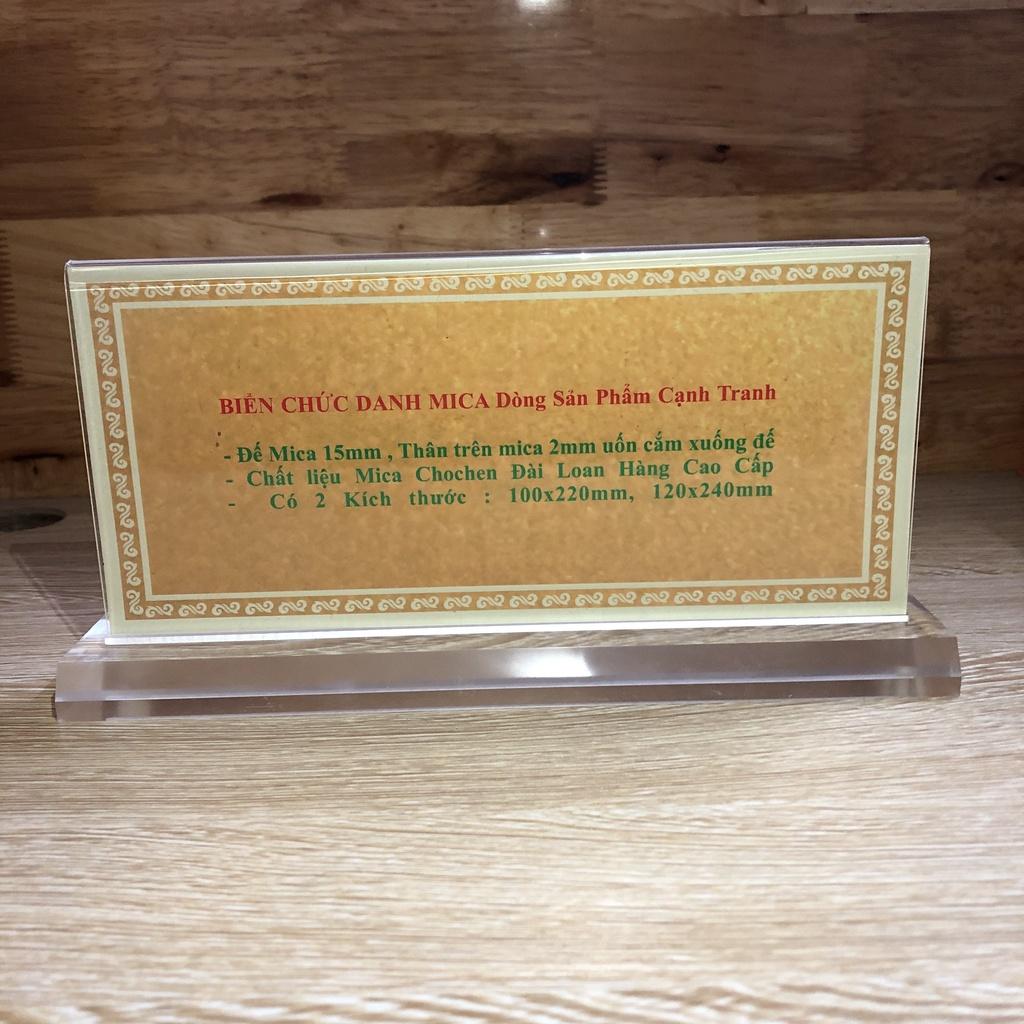 BIỂN CHỨC DANH MICA Dòng Sản Phẩm Cạnh Tranh
- Đế Mica 15mm , Thân trên mica 2mm uốn cắm xuống đế
- Chất liệu Mica Chochen Đài Loan Hàng Cao Cấp
- Có 2 Kích thước : 100x220mm, 120x240mm